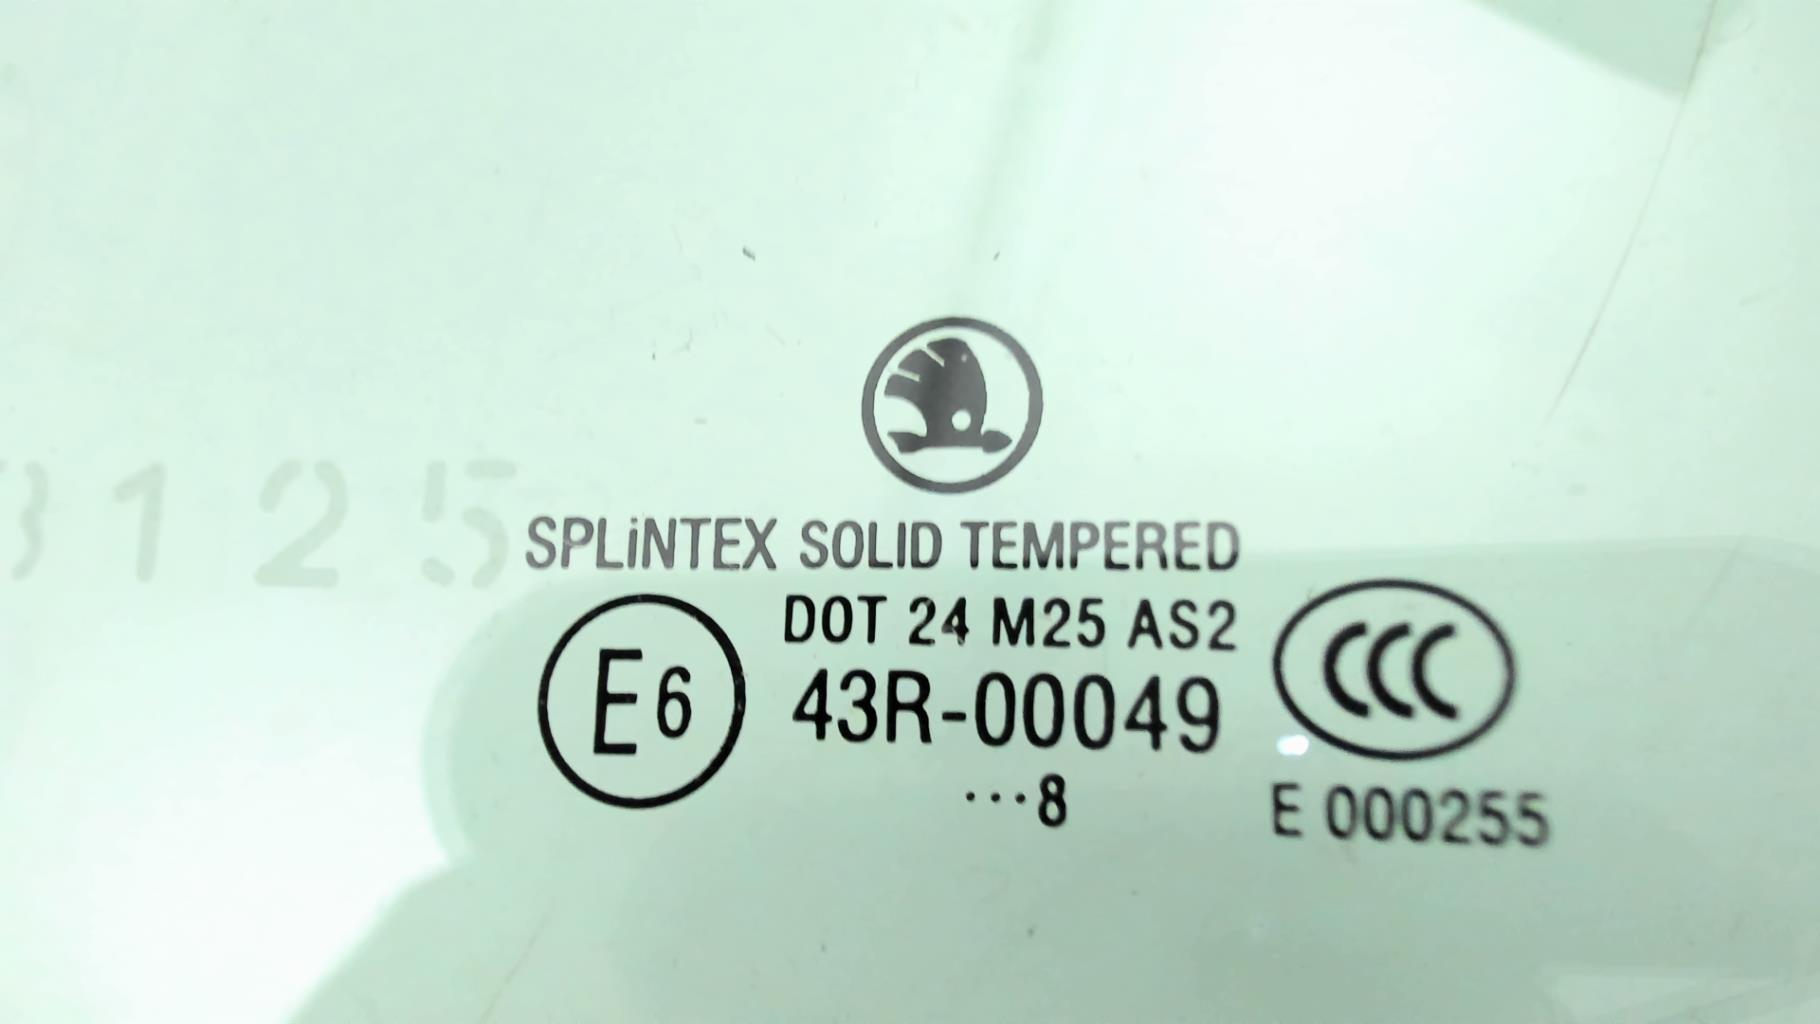 3125
SPLiNTEX SOLID TEMPERED
DOT 24 M25 AS2
E6
43R-00049
CCC
···8
E 000255